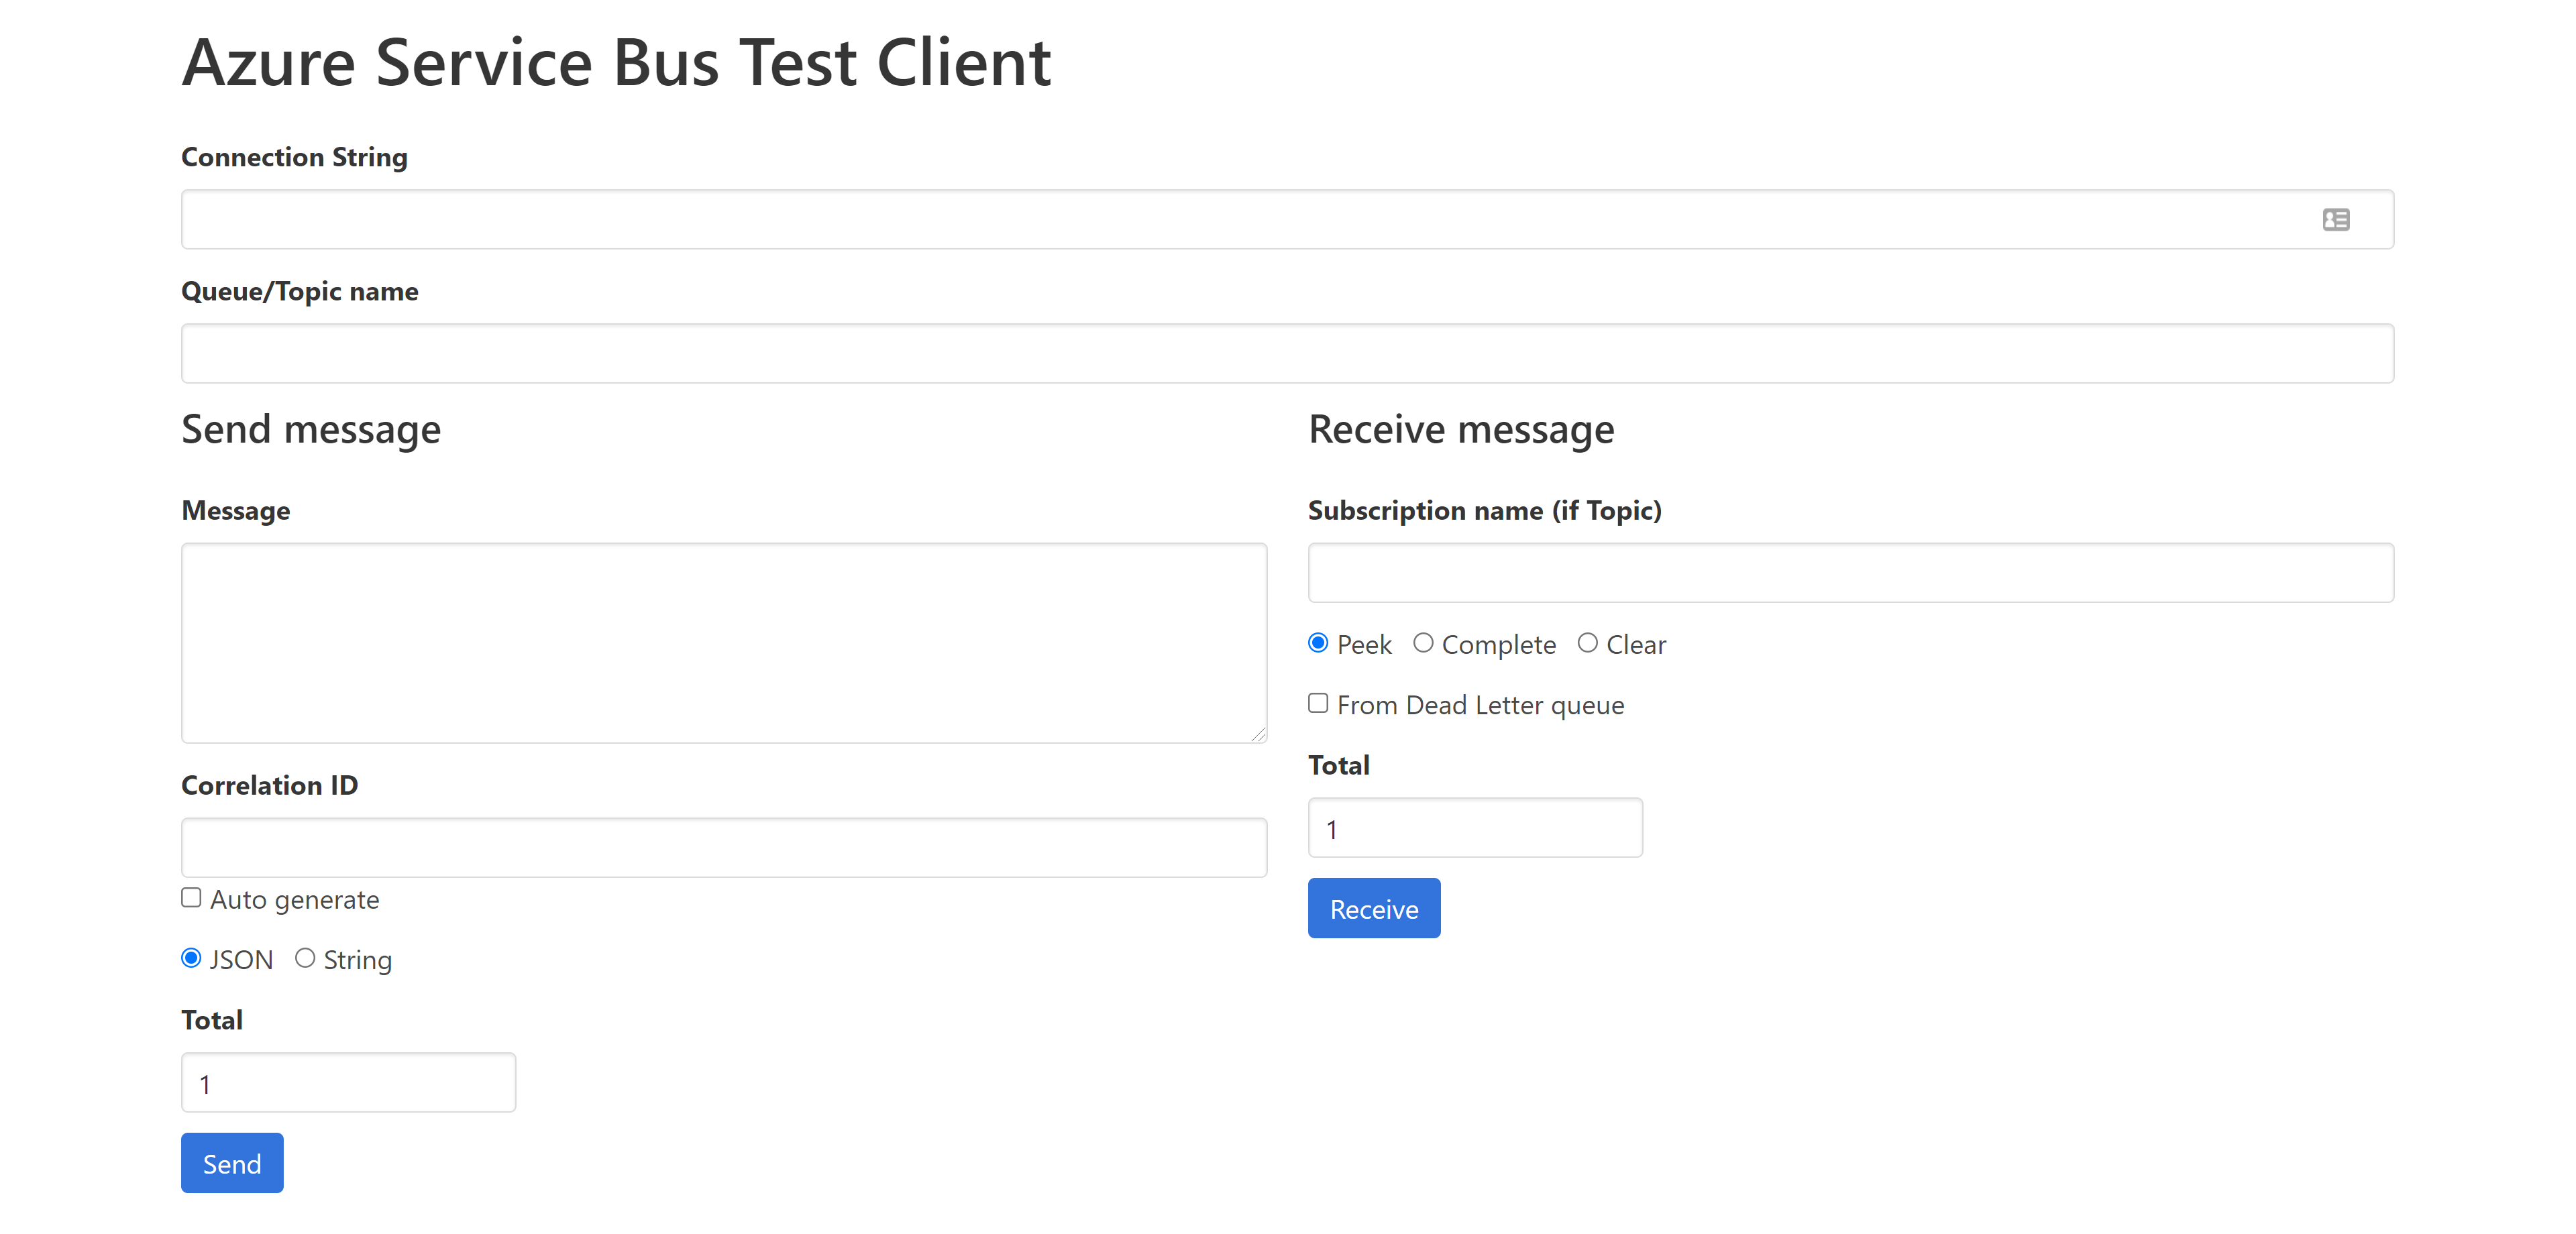 Azure Service Bus Test Client
Connection String
Queue/Topic name
Send message
Message
Correlation ID
Auto generate
JSON String
Total
1
Send
Receive message
Subscription name (if Topic)
Peek Complete Clear
From Dead Letter queue
Total
1
Receive